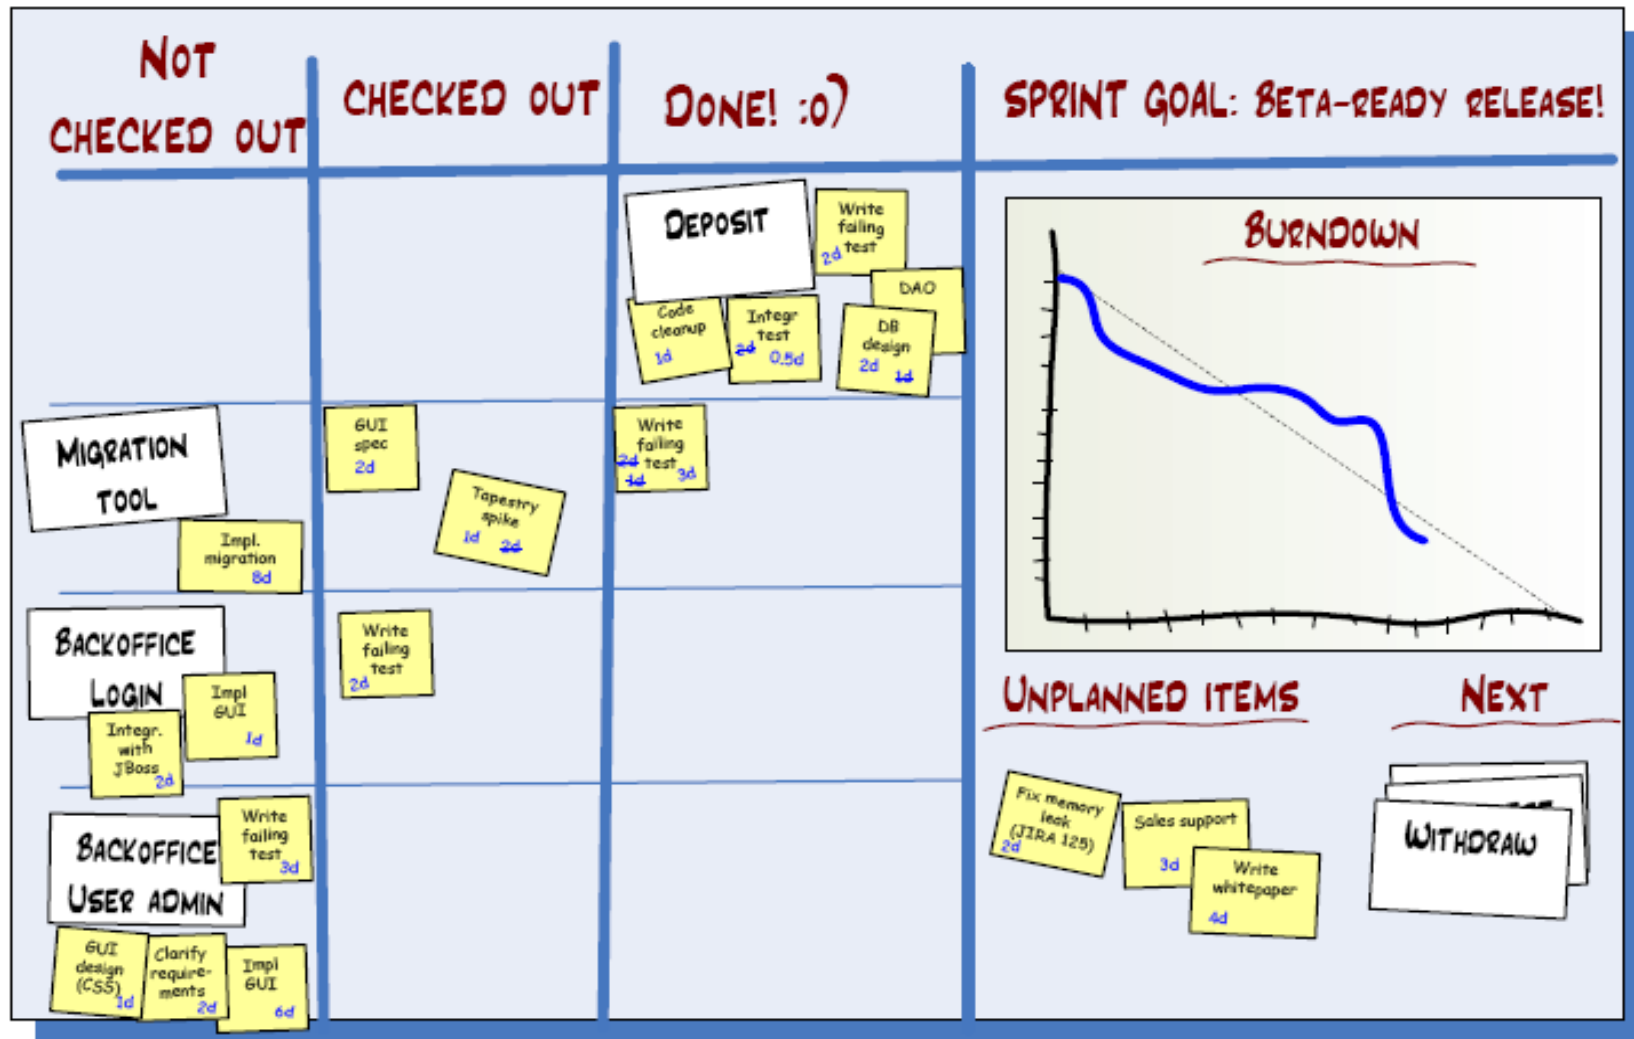 NOT
CHECKED OUT
CHECKED OUT
DONE! :o)
SPRINT GOAL: BETA-READY RELEASE!
DEPOSIT
Write
failing
test
2d
DAO
Code
cleanup
1d
Integr
test
2d 0.5d
DB
design
2d 1d
MIGRATION
TOOL
Impl.
migration
8d
GUI
spec
2d
Tapestry
spike
1d 2d
Write
failing
2d test
1d 3d
BACKOFFICE
LOGIN
Impl
GUI
1d
Integr.
with
JBoss
2d
Write
failing
test
2d
BACKOFFICE
USER ADMIN
Write
failing
test
3d
GUI
design
(CSS)
1d
Clarify
require-
ments
2d
Impl
GUI
6d
BURNDOWN
UNPLANNED ITEMS
Fix memory
leak
(JIRA 125)
2d
Sales support
3d
Write
whitepaper
4d
NEXT
WITHDRAW